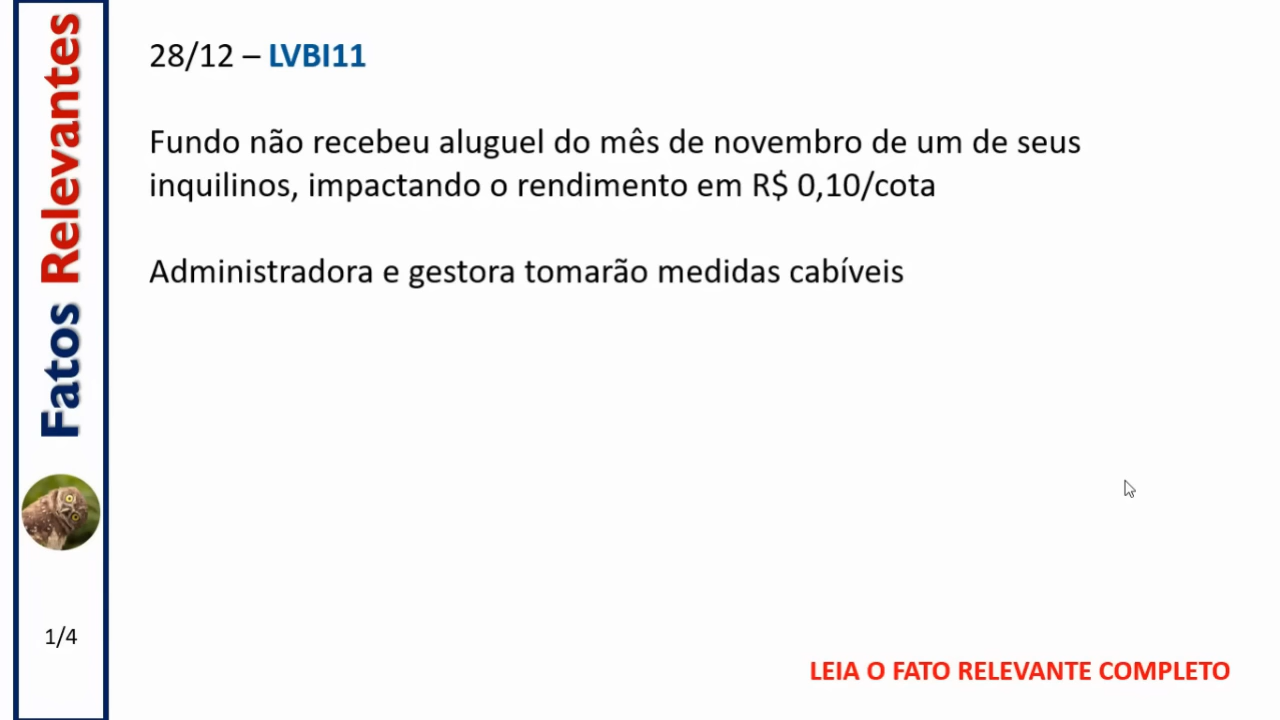 Fatos Relevantes
1/4
28/12 – LVBI11
Fundo não recebeu aluguel do mês de novembro de um de seus
inquilinos, impactando o rendimento em R$ 0,10/cota
Administradora e gestora tomarão medidas cabíveis
LEIA O FATO RELEVANTE COMPLETO